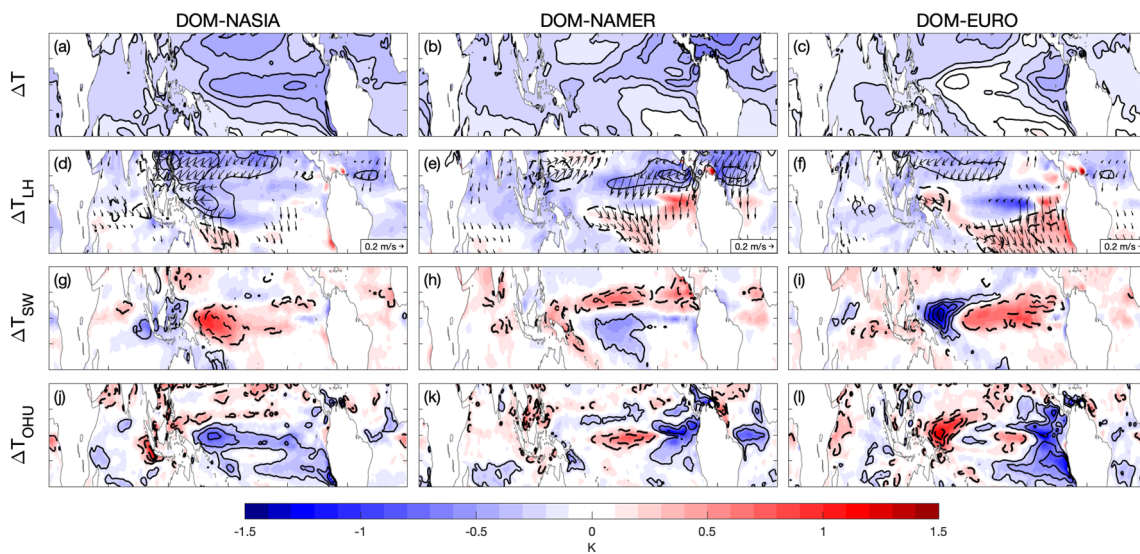 DOM-NASIA DOM-NAMER DOM-EURO
ΔT (a) (b) (c)
ΔT_LH (d) (e) (f)
0.2 m/s → 0.2 m/s → 0.2 m/s →
ΔT_SW (g) (h) (i)
ΔT_OHU (j) (k) (l)
-1.5 -1 -0.5 0 0.5 1 1.5
K